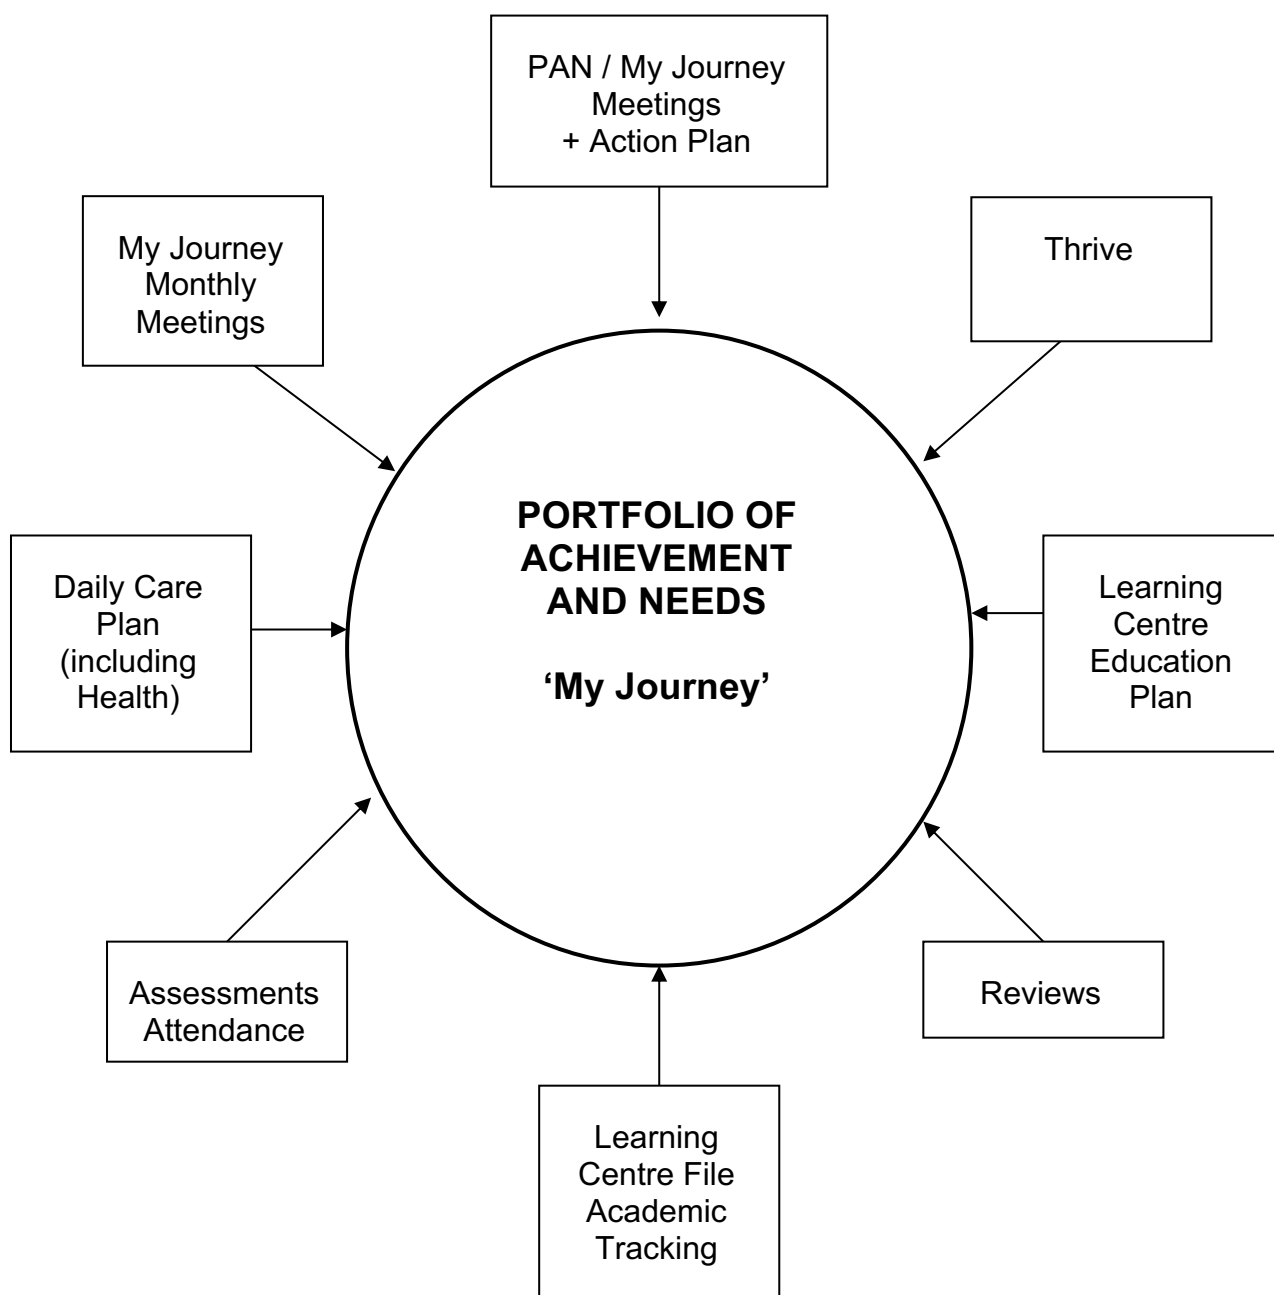 PAN / My Journey
Meetings
+ Action Plan
My Journey
Monthly
Meetings
Thrive
PORTFOLIO OF
ACHIEVEMENT
AND NEEDS
‘My Journey’
Daily Care
Plan
(including
Health)
Learning
Centre
Education
Plan
Assessments
Attendance
Reviews
Learning
Centre File
Academic
Tracking